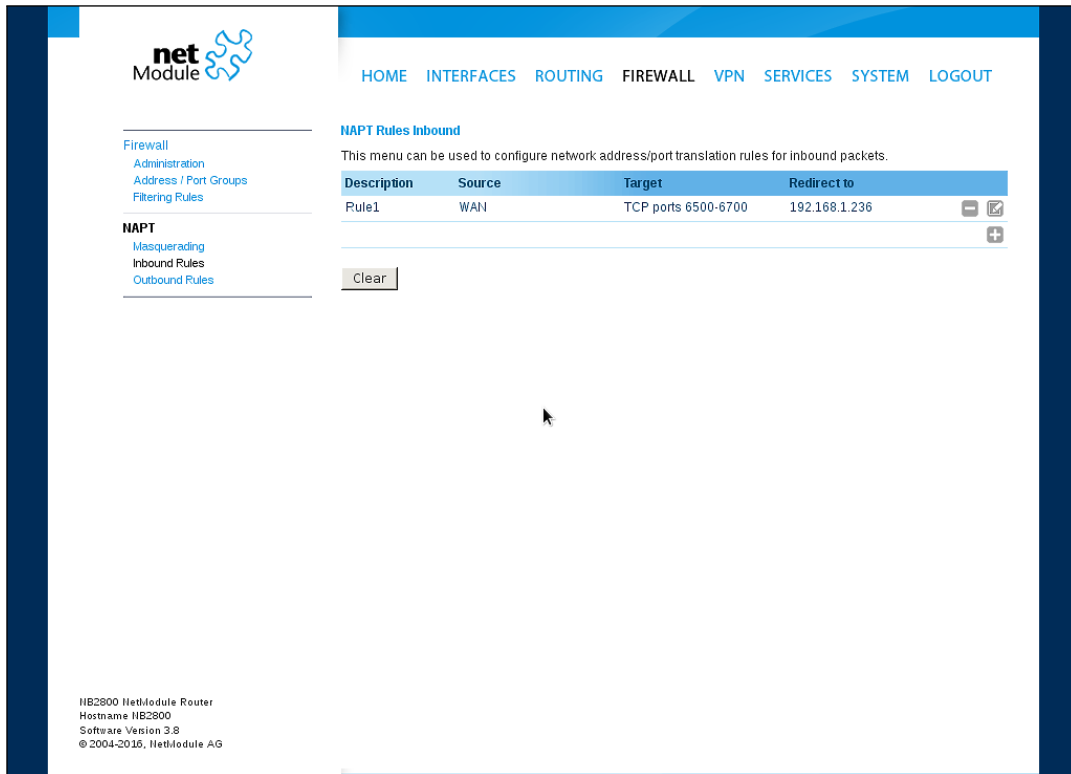 net
Module
HOME INTERFACES ROUTING FIREWALL VPN SERVICES SYSTEM LOGOUT
Firewall
Administration
Address / Port Groups
Filtering Rules
NAPT
Masquerading
Inbound Rules
Outbound Rules
NAPT Rules Inbound
This menu can be used to configure network address/port translation rules for inbound packets.
Description Source Target Redirect to
Rule1 WAN TCP ports 6500-6700 192.168.1.236
Clear
NB2800 NetModule Router
Hostname NB2800
Software Version 3.8
© 2004-2016, NetModule AG